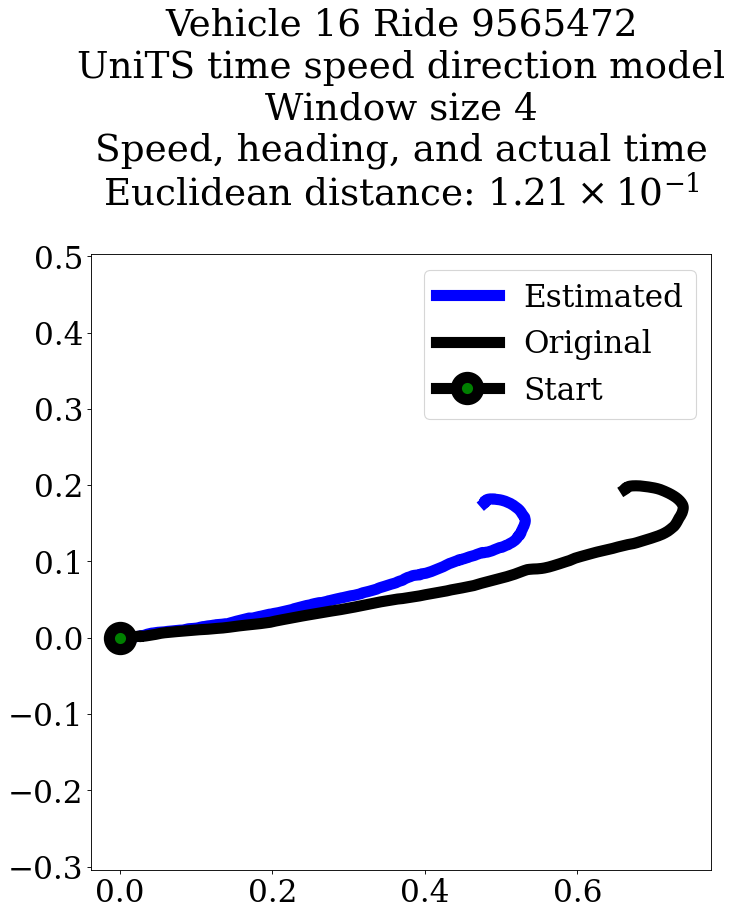 Vehicle 16 Ride 9565472
UniTS time speed direction model
Window size 4
Speed, heading, and actual time
Euclidean distance: 1.21 × 10⁻¹
Estimated
Original
Start
0.5
0.4
0.3
0.2
0.1
0.0
−0.1
−0.2
−0.3
0.0 0.2 0.4 0.6